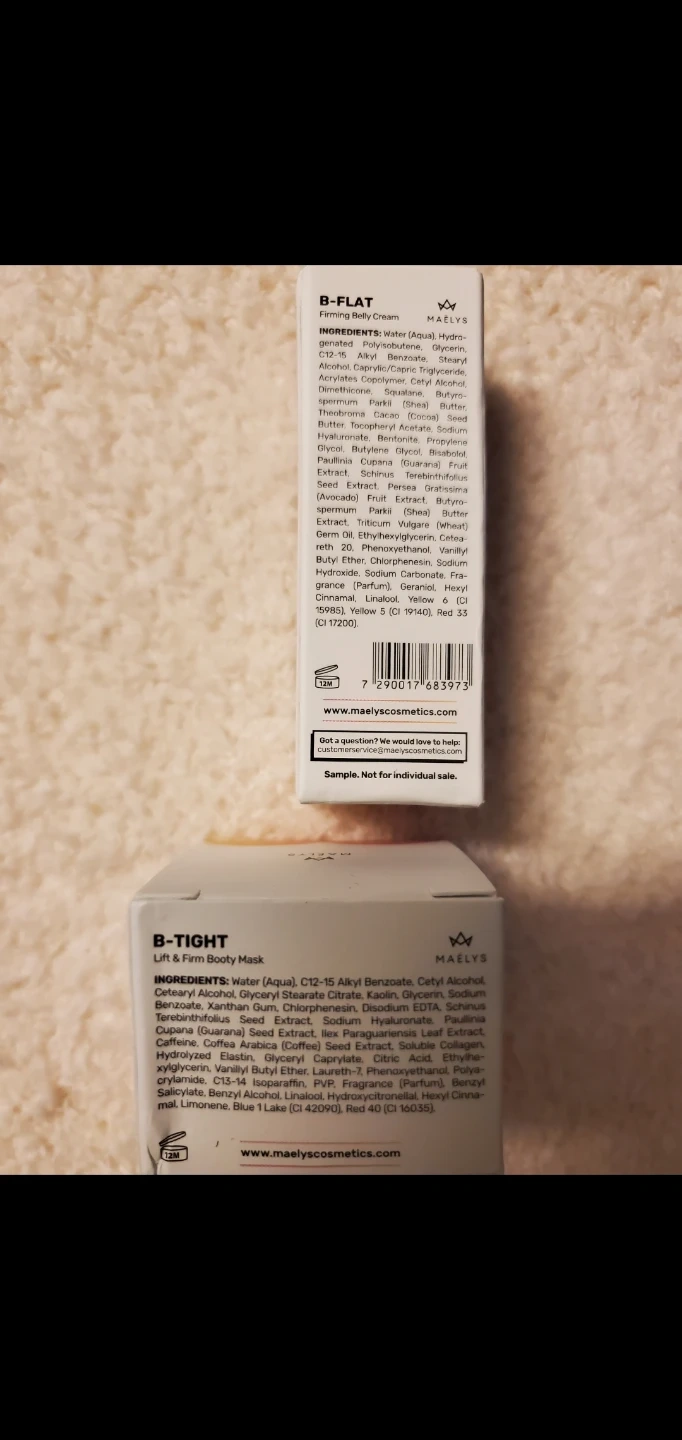 B-FLAT
Firming Belly Cream
MAËLYS
INGREDIENTS: Water (Aqua), Hydro-
genated Polyisobutene, Glycerin,
C12-15 Alkyl Benzoate, Stearyl
Alcohol, Caprylic/Capric Triglyceride,
Acrylates Copolymer, Cetyl Alcohol,
Dimethicone, Squalane, Butyro-
spermum Parkii (Shea) Butter,
Theobroma Cacao (Cocoa) Seed
Butter, Tocopheryl Acetate, Sodium
Hyaluronate, Bentonite, Propylene
Glycol, Butylene Glycol, Bisabolol,
Paullinia Cupana (Guarana) Fruit
Extract, Schinus Terebinthifolius
Seed Extract, Persea Gratissima
(Avocado) Fruit Extract, Butyro-
spermum Parkii (Shea) Butter
Extract, Triticum Vulgare (Wheat)
Germ Oil, Ethylhexylglycerin, Cetea-
reth 20, Phenoxyethanol, Vanillyl
Butyl Ether, Chlorphenesin, Sodium
Hydroxide, Sodium Carbonate, Fra-
grance (Parfum), Geraniol, Hexyl
Cinnamal, Linalool, Yellow 6 (CI
15985), Yellow 5 (CI 19140), Red 33
(CI 17200).
12M
7 290017 683973
www.maelyscosmetics.com
Got a question? We would love to help:
customerservice@maelyscosmetics.com
Sample. Not for individual sale.
MAËLYS
B-TIGHT
Lift & Firm Booty Mask
MAËLYS
INGREDIENTS: Water (Aqua), C12-15 Alkyl Benzoate, Cetyl Alcohol,
Cetearyl Alcohol, Glyceryl Stearate Citrate, Kaolin, Glycerin, Sodium
Benzoate, Xanthan Gum, Chlorphenesin, Disodium EDTA, Schinus
Terebinthifolius Seed Extract, Sodium Hyaluronate, Paullinia
Cupana (Guarana) Seed Extract, Ilex Paraguariensis Leaf Extract,
Caffeine, Coffea Arabica (Coffee) Seed Extract, Soluble Collagen,
Hydrolyzed Elastin, Glyceryl Caprylate, Citric Acid, Ethylhe-
xylglycerin, Vanillyl Butyl Ether, Laureth-7, Phenoxyethanol, Polya-
crylamide, C13-14 Isoparaffin, PVP, Fragrance (Parfum), Benzyl
Salicylate, Benzyl Alcohol, Linalool, Hydroxycitronellal, Hexyl Cinna-
mal, Limonene, Blue 1 Lake (CI 42090), Red 40 (CI 16035).
12M
www.maelyscosmetics.com